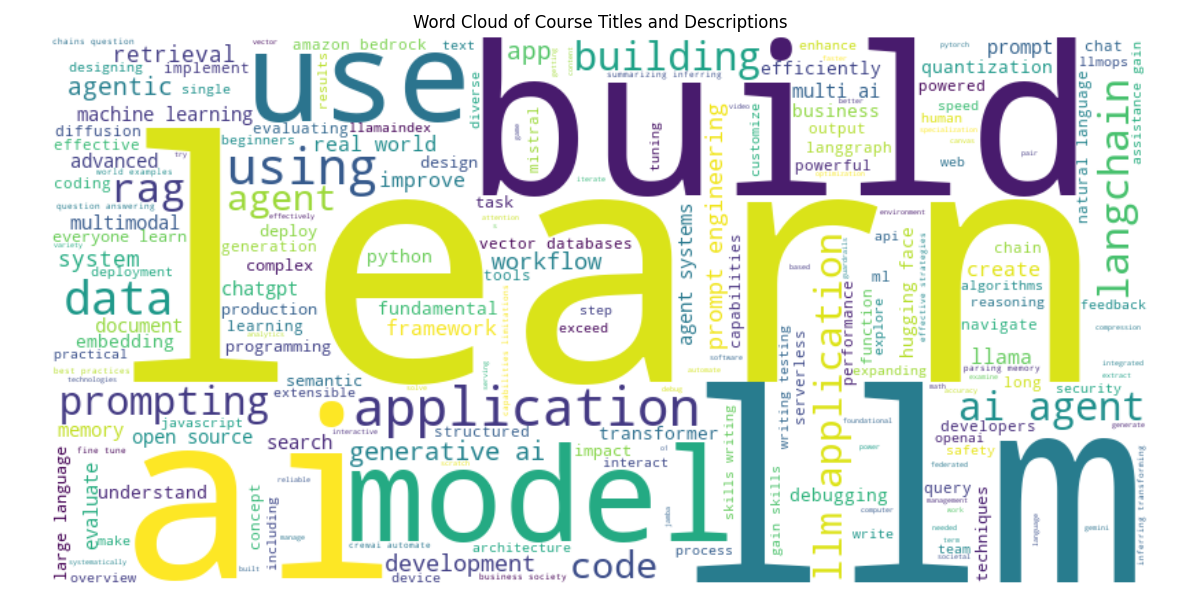 Word Cloud of Course Titles and Descriptions
chains question
vector
amazon bedrock
text
app
getting
content
building
enhance
faster
pytorch
prompt
chat
retrieval
designing
implement
results
use
diverse
build
summarizing inferring
efficiently
quantization
llmops
agentic
single
multi ai
powered
natural language
langchain
assistance gain
machine learning
mistral
game
tuning
video
customize
better
business
speed
human
diffusion
effective
evaluating
llamaindex
beginners
real world
output
specialization
canvas
langgraph
pair
advanced
try
world examples
using
design
improve
iterate
powerful
optimization
web
coding
rag
agent
task
attention
question answering
effectively
multimodal
everyone learn
variety
system
deployment
learn
deploy
generation
complex
python
vector databases
tools
workflow
agent systems
prompt engineering
capabilities
based
environment
api
guardrails
ml
function
explore
hugging face
effective strategies
chain
create
algorithms
reasoning
feedback
data
chatgpt
production
fundamental
framework
step
exceed
capabilities limitations
document
learning
embedding
analytics
programming
navigate
compression
practical
best practices
technologies
semantic
extensible
solve
serving
software
automate
debug
writing testing
serverless
llm application
performance
expanding
llama
parsing memory
examine
long
integrated
extract
math
accuracy
security
prompting
application
ai agent
memory
javascript
open source
search
interactive
structured
transformer
foundational
developers
openai
safety
generate
large language
fine tune
evaluate
understand
ai
generative ai
impact
interact
scratch
o1
skills writing
gain skills
debugging
power
federated
query
management
work
llm
make
concept
including
reliable
manage
model
jamba
computer
needed
term
team
societal
techniques
language
gemini
inferring transforming
systematically
overview
built
crewai automate
architecture
development
device
business society
code
process
write